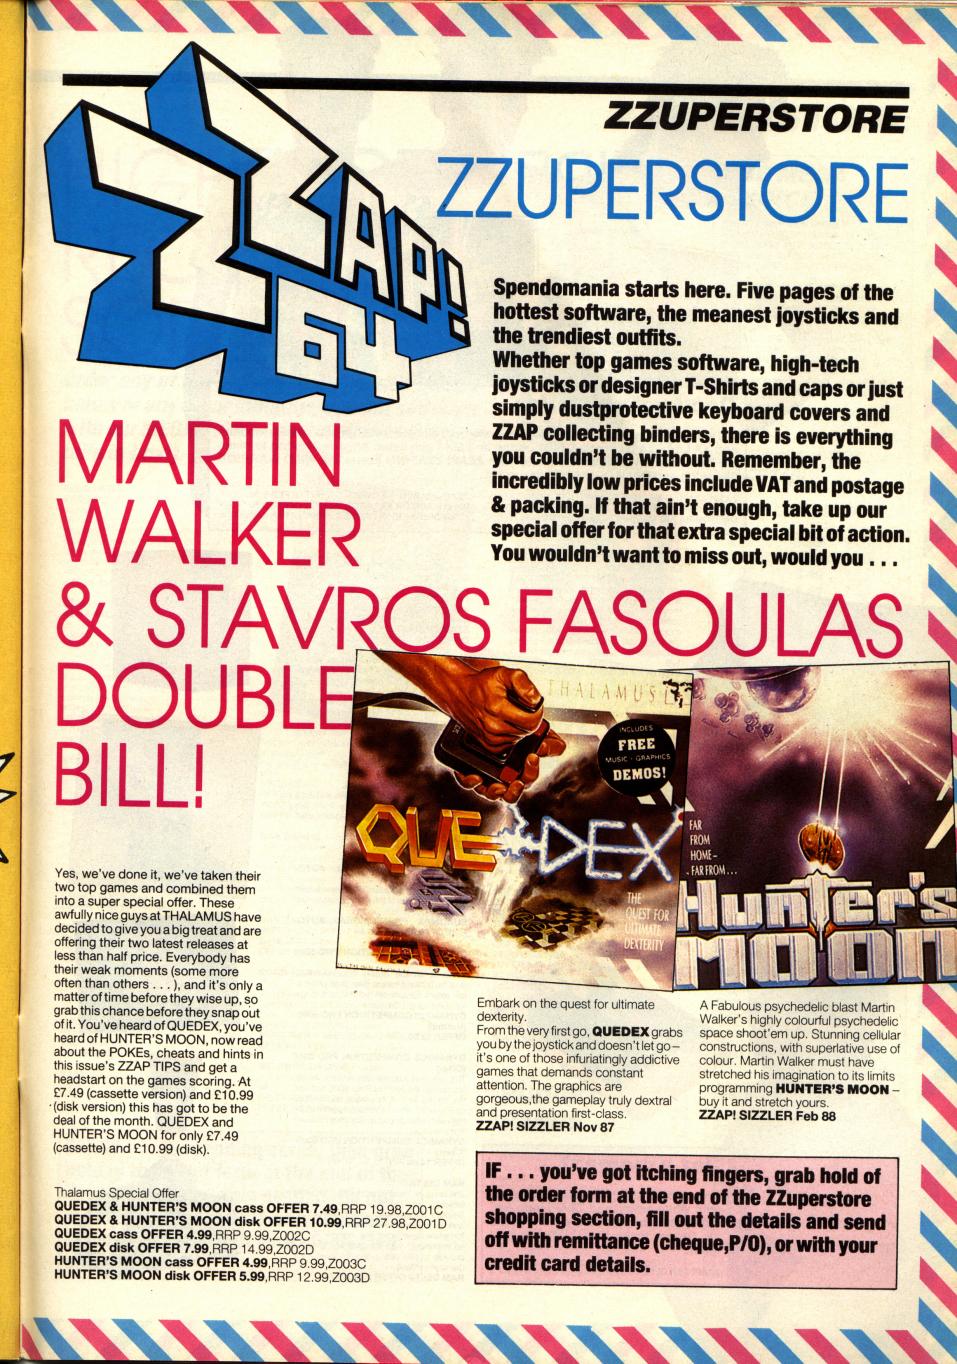 ZZUPERSTORE
ZZUPERSTORE
ZZAP!
64
Spendomania starts here. Five pages of the
hottest software, the meanest joysticks and
the trendiest outfits.
Whether top games software, high-tech
joysticks or designer T-Shirts and caps or just
simply dustprotective keyboard covers and
ZZAP collecting binders, there is everything
you couldn't be without. Remember, the
incredibly low prices include VAT and postage
& packing. If that ain't enough, take up our
special offer for that extra special bit of action.
You wouldn't want to miss out, would you . . .
MARTIN
WALKER
& STAVROS FASOULAS
DOUBLE
BILL!
THALAMUS
INCLUDES
FREE
MUSIC · GRAPHICS
DEMOS!
QUEDEX
THE
QUEST FOR
ULTIMATE
DEXTERITY
FAR
FROM
HOME–
FAR FROM...
Hunter's
MOON
Yes, we've done it, we've taken their
two top games and combined them
into a super special offer. These
awfully nice guys at THALAMUS have
decided to give you a big treat and are
offering their two latest releases at
less than half price. Everybody has
their weak moments (some more
often than others . . . ), and it's only a
matter of time before they wise up, so
grab this chance before they snap out
of it. You've heard of QUEDEX, you've
heard of HUNTER'S MOON, now read
about the POKEs, cheats and hints in
this issue's ZZAP TIPS and get a
headstart on the games scoring. At
£7.49 (cassette version) and £10.99
(disk version) this has got to be the
deal of the month. QUEDEX and
HUNTER'S MOON for only £7.49
(cassette) and £10.99 (disk).
Embark on the quest for ultimate
dexterity.
From the very first go, QUEDEX grabs
you by the joystick and doesn't let go –
it's one of those infuriatingly addictive
games that demands constant
attention. The graphics are
gorgeous,the gameplay truly dextral
and presentation first-class.
ZZAP! SIZZLER Nov 87
A Fabulous psychedelic blast Martin
Walker's highly colourful psychedelic
space shoot'em up. Stunning cellular
constructions, with superlative use of
colour. Martin Walker must have
stretched his imagination to its limits
programming HUNTER'S MOON –
buy it and stretch yours.
ZZAP! SIZZLER Feb 88
Thalamus Special Offer
QUEDEX & HUNTER'S MOON cass OFFER 7.49,RRP 19.98,Z001C
QUEDEX & HUNTER'S MOON disk OFFER 10.99,RRP 27.98,Z001D
QUEDEX cass OFFER 4.99,RRP 9.99,Z002C
QUEDEX disk OFFER 7.99,RRP 14.99,Z002D
HUNTER'S MOON cass OFFER 4.99,RRP 9.99,Z003C
HUNTER'S MOON disk OFFER 5.99,RRP 12.99,Z003D
IF . . . you've got itching fingers, grab hold of
the order form at the end of the ZZuperstore
shopping section, fill out the details and send
off with remittance (cheque,P/O), or with your
credit card details.